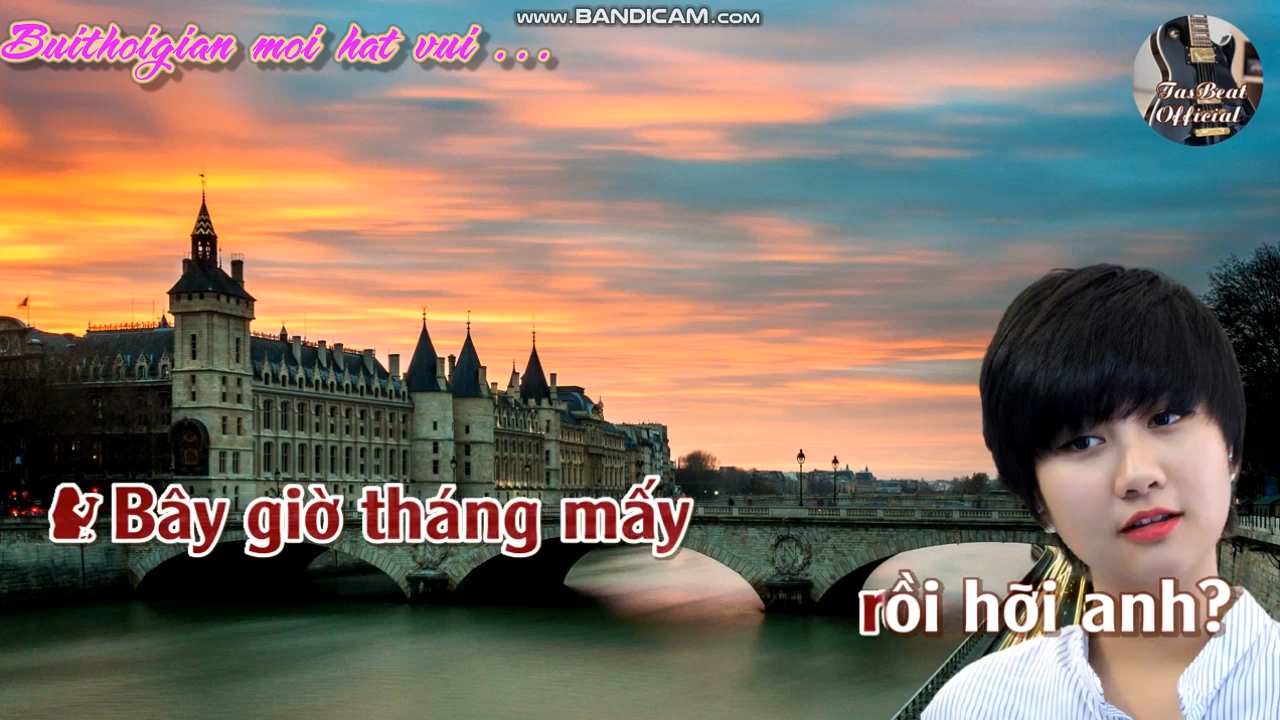 www.BANDICAM.com
Buithoigian moi hat vui ...
TasBeat
Official
Bây giờ tháng mấy
rồi hỡi anh?